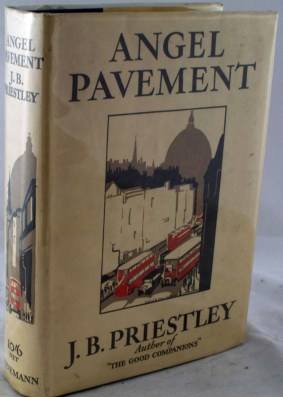 ANGEL
PAVEMENT
J.B.
PRIESTLEY
10/6
NET
ANGEL
PAVEMENT
J. B. PRIESTLEY
Author of
"THE GOOD COMPANIONS"